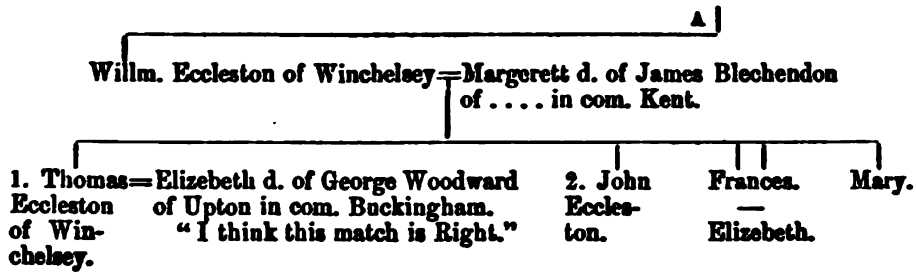 A
Willm. Eccleston of Winchelsey=Margerett d. of James Blechendon
of .... in com. Kent.
1. Thomas=Elizebeth d. of George Woodward
Eccleston of Upton in com. Buckingham.
of Win- "I think this match is Right."
chelsey.
2. John
Eccles-
ton.
Frances.
—
Elizebeth.
Mary.